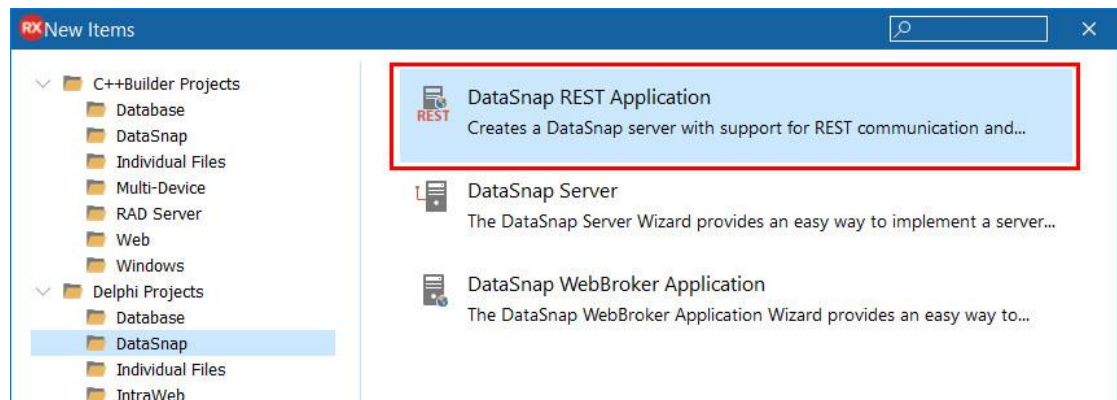 RX New Items
C++Builder Projects
Database
DataSnap
Individual Files
Multi-Device
RAD Server
Web
Windows
Delphi Projects
Database
DataSnap
Individual Files
IntraWeb
REST
DataSnap REST Application
Creates a DataSnap server with support for REST communication and...
DataSnap Server
The DataSnap Server Wizard provides an easy way to implement a server...
DataSnap WebBroker Application
The DataSnap WebBroker Application Wizard provides an easy way to...